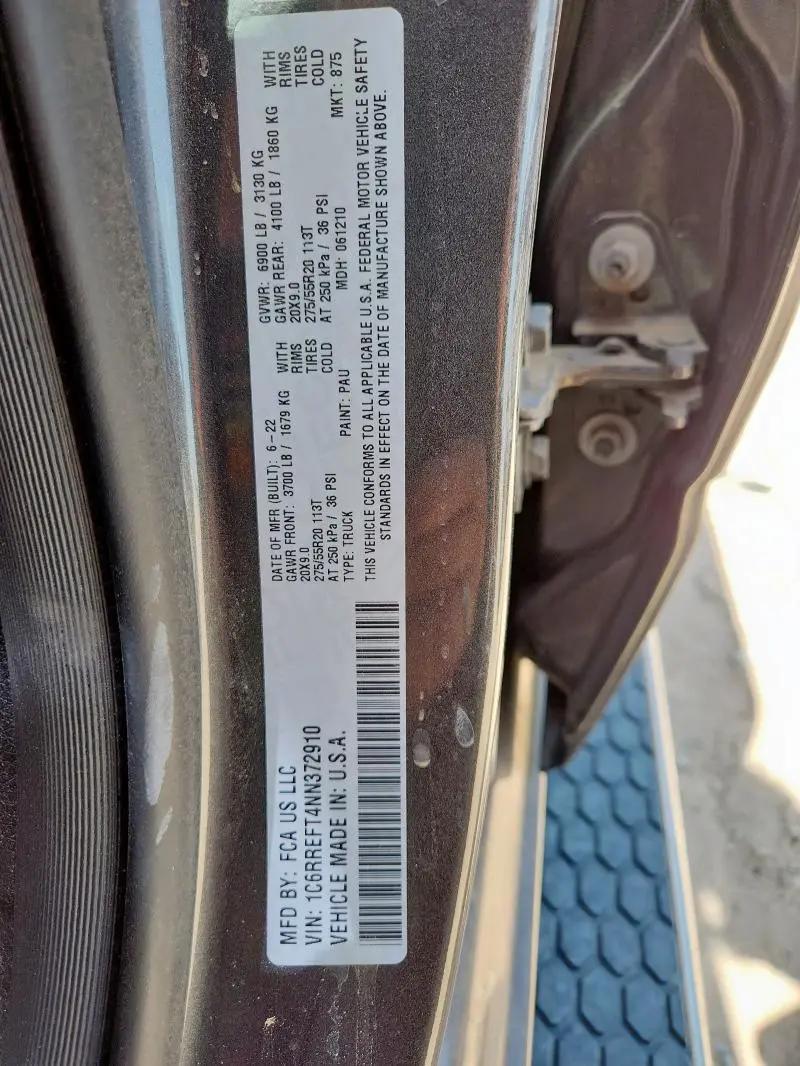 MFD BY: FCA US LLC
VIN: 1C6RREFT4NN372910
VEHICLE MADE IN: U.S.A.
DATE OF MFR (BUILT): 6-22 GVWR: 6900 LB / 3130 KG
GAWR FRONT: 3700 LB / 1679 KG WITH GAWR REAR: 4100 LB / 1860 KG WITH
20X9.0 RIMS 20X9.0 RIMS
275/55R20 113T TIRES 275/55R20 113T TIRES
AT 250 kPa / 36 PSI COLD AT 250 kPa / 36 PSI COLD
TYPE: TRUCK PAINT: PAU MDH: 061210 MKT: 875
THIS VEHICLE CONFORMS TO ALL APPLICABLE U.S.A. FEDERAL MOTOR VEHICLE SAFETY
STANDARDS IN EFFECT ON THE DATE OF MANUFACTURE SHOWN ABOVE.